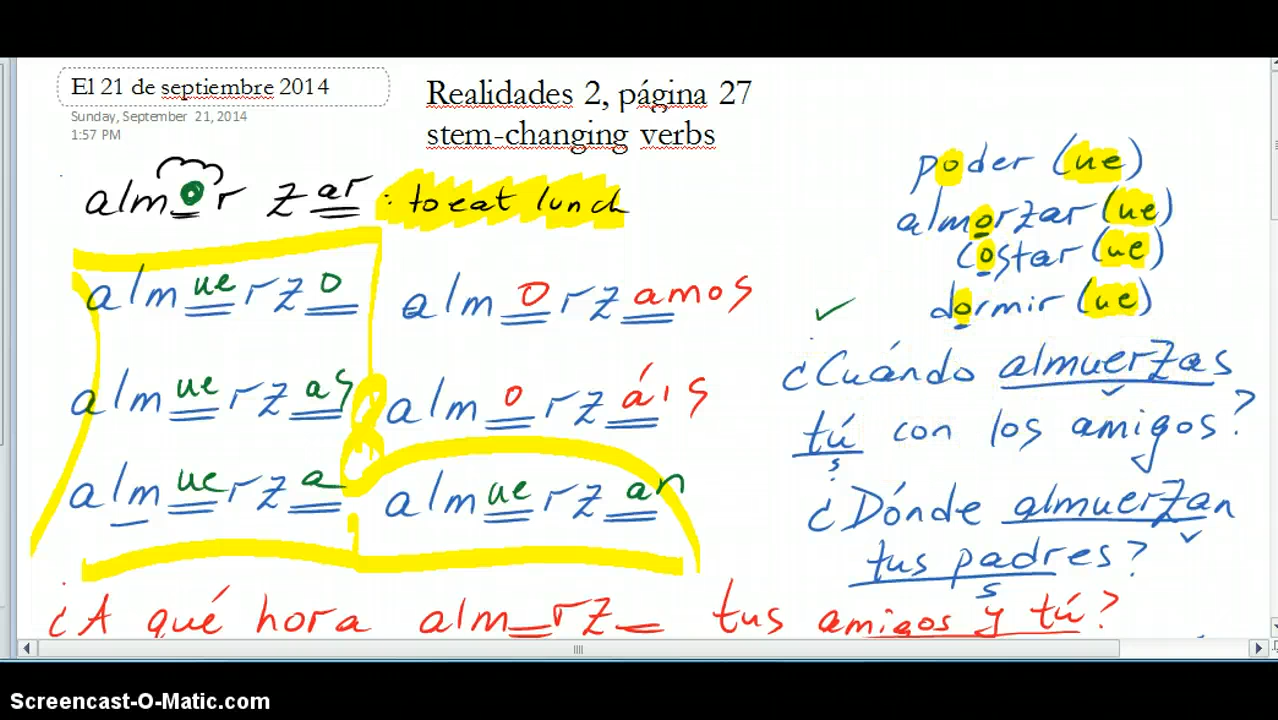 El 21 de septiembre 2014
Sunday, September 21, 2014
1:57 PM
Realidades 2, página 27
stem-changing verbs
almorzar : to eat lunch
almuerzo almorzamos
almuerzas almorzáis
almuerza almuerzan
poder (ue)
almorzar (ue)
costar (ue)
dormir (ue)
¿Cuándo almuerzas
v
tú con los amigos?
s
¿Dónde almuerzan
v
tus padres?
s
¿A qué hora alm_rz_ tus amigos y tú?
Screencast-O-Matic.com